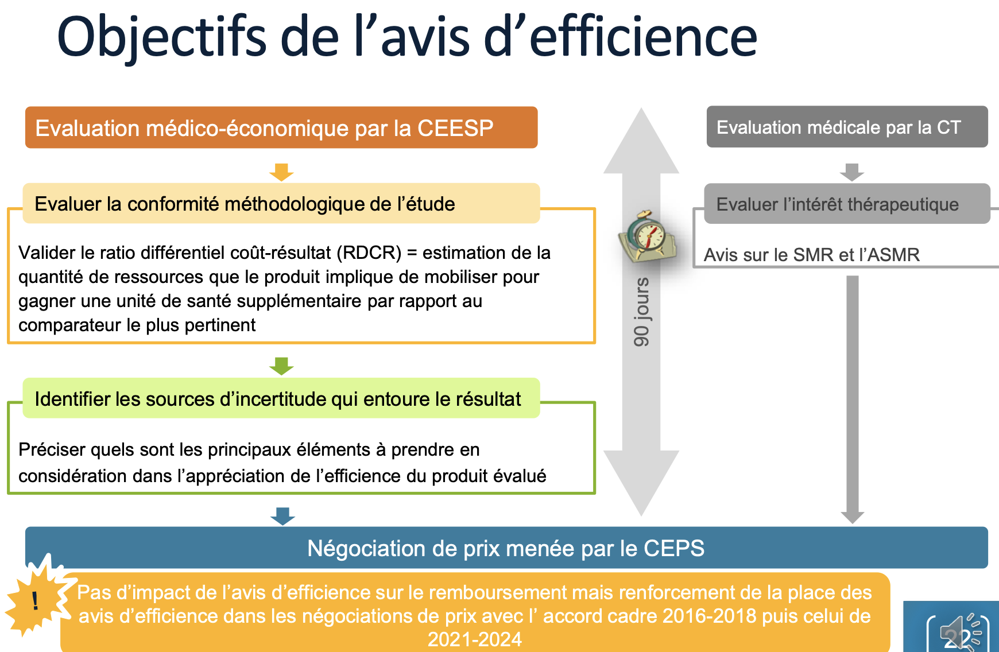 Objectifs de l’avis d’efficience
Evaluation médico-économique par la CEESP
Evaluer la conformité méthodologique de l’étude
Valider le ratio différentiel coût-résultat (RDCR) = estimation de la
quantité de ressources que le produit implique de mobiliser pour
gagner une unité de santé supplémentaire par rapport au
comparateur le plus pertinent
Identifier les sources d’incertitude qui entoure le résultat
Préciser quels sont les principaux éléments à prendre en
considération dans l’appréciation de l’efficience du produit évalué
90 jours
Evaluation médicale par la CT
Evaluer l’intérêt thérapeutique
Avis sur le SMR et l’ASMR
Négociation de prix menée par le CEPS
!
Pas d’impact de l’avis d’efficience sur le remboursement mais renforcement de la place des
avis d’efficience dans les négociations de prix avec l’ accord cadre 2016-2018 puis celui de
2021-2024
22